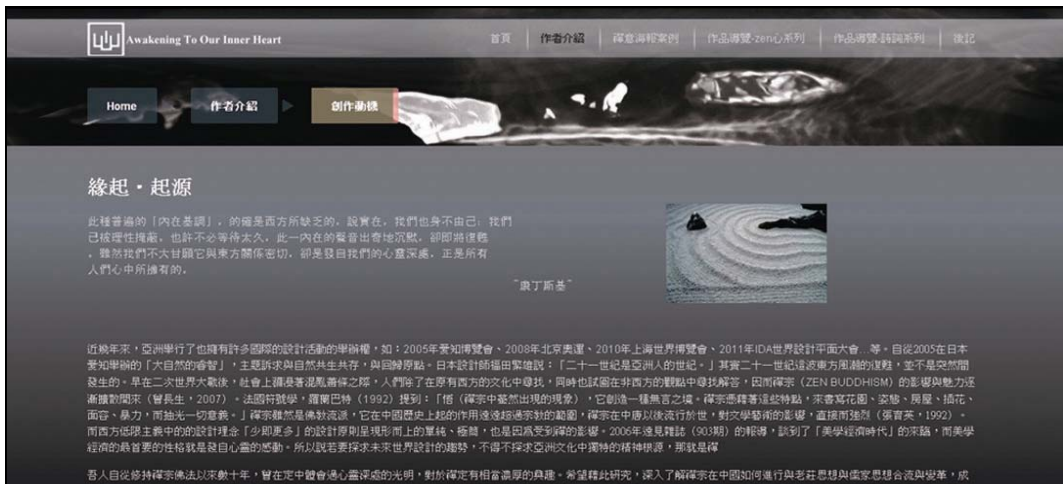 Awakening To Our Inner Heart
首頁 作者介紹 禪意海報案例 作品導覽-zen心系列 作品導覽-詩詞系列 後記
Home 作者介紹 創作動機
緣起・起源
此種普遍的「內在基調」，的確是西方所缺乏的，說實在，我們也身不由己：我們
已被理性掩蔽，也許不必等待太久，此一內在的聲音出奇地沉默，卻即將復甦
，雖然我們不大甘願它與東方關係密切，卻是發自我們的心靈深處，正是所有
人們心中所擁有的，
~康丁斯基~
近幾年來，亞洲舉行了也擁有許多國際的設計活動的舉辦權，如：2005年愛知博覽會、2008年北京奧運、2010年上海世界博覽會、2011年IDA世界設計平面大會...等。自從2005在日本
愛知舉辦的「大自然的睿智」，主題訴求與自然共生共存，與回歸原點。日本設計師福田繁雄說：「二十一世紀是亞洲人的世紀。」其實二十一世紀這波東方風潮的復甦，並不是突然間
發生的。早在二次世界大戰後，社會上瀰漫著混亂蕭條之際，人們除了在原有西方的文化中尋找，同時也試圖在非西方的觀點中尋找解答，因而禪宗（ZEN BUDDHISM）的影響與魅力逐
漸擴散開來（曾長生，2007）。法國符號學，羅蘭巴特（1992）提到：「悟（禪宗中驀然出現的現象），它創造一種無言之境。禪宗憑藉著這些特點，來書寫花園、姿態、房屋、插花、
面容、暴力，而抽光一切意義。」禪宗雖然是佛教流派，它在中國歷史上起的作用遠遠超過宗教的範圍，禪宗在中唐以後流行於世，對文學藝術的影響，直接而強烈（張育英，1992）。
而西方低限主義中的的設計理念「少即更多」的設計原則呈現形而上的單純、極簡，也是因為受到禪的影響。2006年遠見雜誌（903期）的報導，談到了「美學經濟時代」的來臨，而美學
經濟的最首要的性格就是發自心靈的感動。所以說若要探求未來世界設計的趨勢，不得不探求亞洲文化中獨特的精神根源，那就是禪
吾人自從修持禪宗佛法以來數十年，曾在定中體會過心靈深處的光明，對於禪定有相當濃厚的興趣。希望藉此研究，深入了解禪宗在中國如何進行與老莊思想與儒家思想合流與變革，成